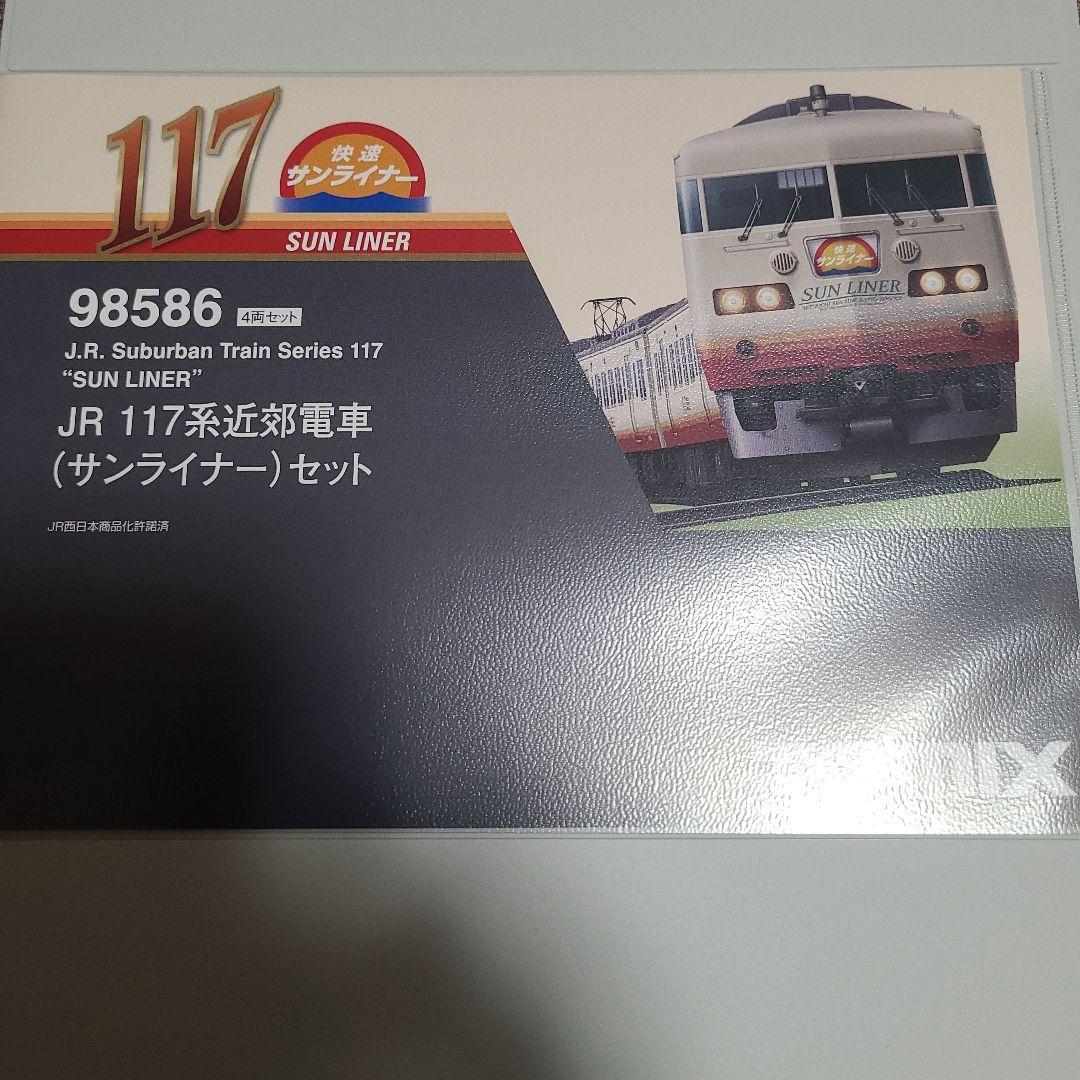 117
快速
サンライナー
SUN LINER
快速
サンライナー
SUN LINER
98586 4両セット
J.R. Suburban Train Series 117
“SUN LINER”
JR 117系近郊電車
(サンライナー)セット
JR西日本商品化許諾済